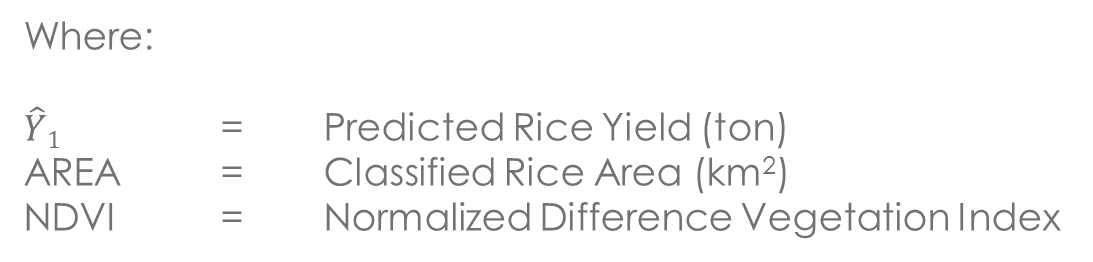 Where:
Ŷ₁ = Predicted Rice Yield (ton)
AREA = Classified Rice Area (km²)
NDVI = Normalized Difference Vegetation Index